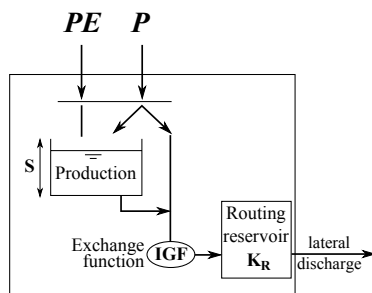 PE P
S
Production
Exchange
function
IGF
Routing
reservoir
K_R
lateral
discharge